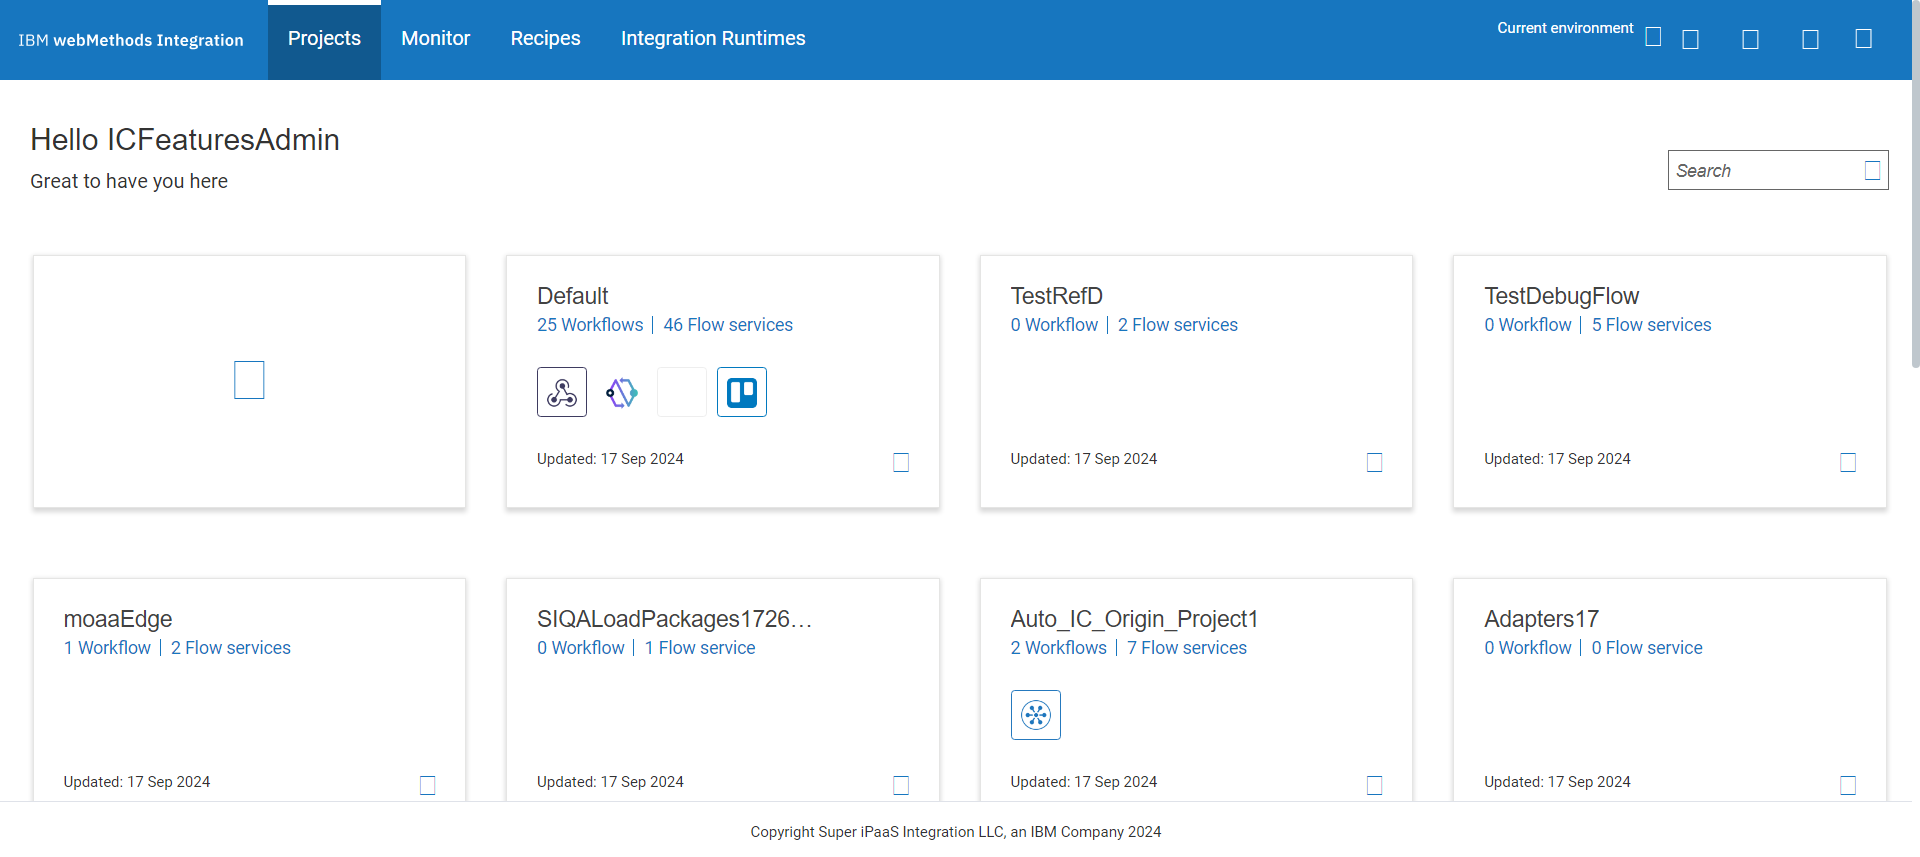 IBM webMethods Integration
Projects
Monitor
Recipes
Integration Runtimes
Current environment
Hello ICFeaturesAdmin
Great to have you here
Search
Default
25 Workflows | 46 Flow services
Updated: 17 Sep 2024
TestRefD
0 Workflow | 2 Flow services
Updated: 17 Sep 2024
TestDebugFlow
0 Workflow | 5 Flow services
Updated: 17 Sep 2024
moaaEdge
1 Workflow | 2 Flow services
Updated: 17 Sep 2024
SIQALoadPackages1726...
0 Workflow | 1 Flow service
Updated: 17 Sep 2024
Auto_IC_Origin_Project1
2 Workflows | 7 Flow services
Updated: 17 Sep 2024
Adapters17
0 Workflow | 0 Flow service
Updated: 17 Sep 2024
Copyright Super iPaaS Integration LLC, an IBM Company 2024